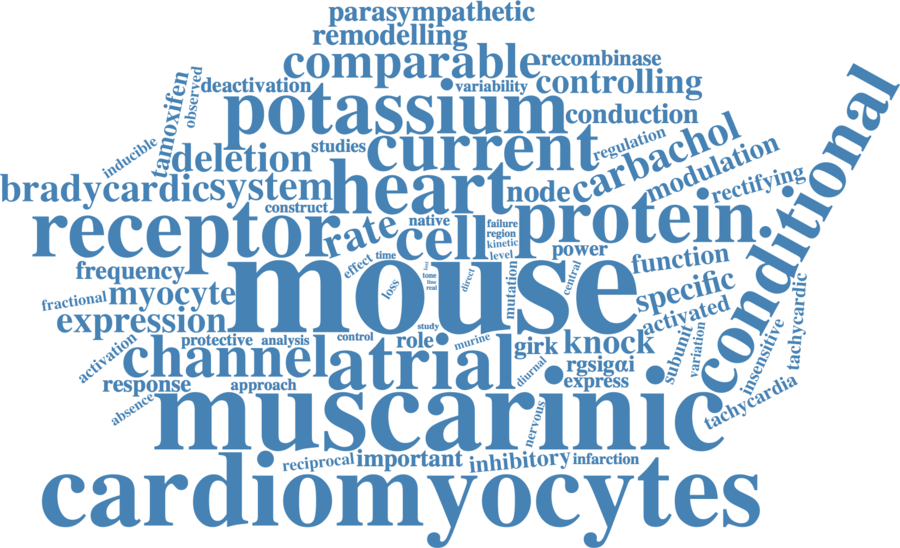 parasympathetic
remodelling
comparable
recombinase
observed
tamoxifen
deactivation
variability
controlling
potassium
conduction
conditional
inducible
deletion
studies
current
regulation
carbachol
modulation
bradycardic
system
heart
node
rectifying
construct
receptor
rate
native
cell
failure
region
kinetic
level
protein
power
function
frequency
effect
time
mouse
central
specific
fractional
myocyte
loss
tone
line
real
direct
mutation
activated
tachycardic
expression
study
protective
analysis
control
role
murine
girk
knock
subunit
variation
insensitive
activation
channel
atrial
diurnal
rgsigαi
express
response
approach
tachycardia
absence
muscarinic
nervous
reciprocal
important
inhibitory
infarction
cardiomyocytes